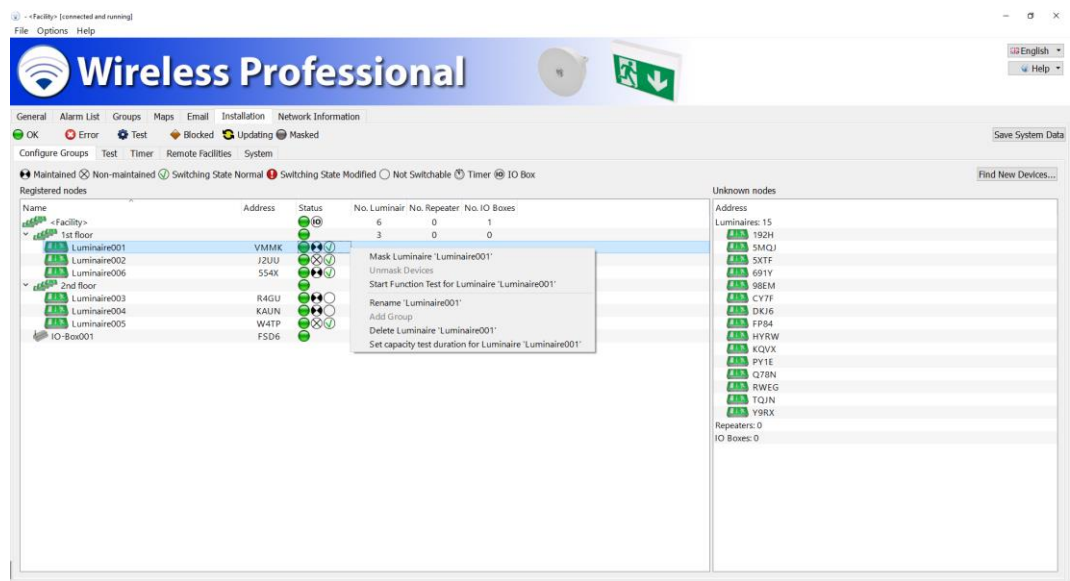 - <Facility> [connected and running]
File Options Help
Wireless Professional
English
Help
General Alarm List Groups Maps Email Installation Network Information
OK Error Test Blocked Updating Masked
Save System Data
Configure Groups Test Timer Remote Facilities System
Maintained Non-maintained Switching State Normal Switching State Modified Not Switchable Timer IO Box
Find New Devices...
Registered nodes
Name Address Status No. Luminair No. Repeater No. IO Boxes
<Facility> 6 0 1
1st floor 3 0 0
Luminaire001 VMMK
Luminaire002 J2UU
Luminaire006 554X
2nd floor
Luminaire003 R4GU
Luminaire004 KAUN
Luminaire005 W4TP
IO-Box001 FSD6
Mask Luminaire 'Luminaire001'
Unmask Devices
Start Function Test for Luminaire 'Luminaire001'
Rename 'Luminaire001'
Add Group
Delete Luminaire 'Luminaire001'
Set capacity test duration for Luminaire 'Luminaire001'
Unknown nodes
Address
Luminaires: 15
192H
5MQJ
5XTF
691Y
98EM
CY7F
DKJ6
FP84
HYRW
KQVX
PY1E
Q78N
RWEG
TQJN
Y9RX
Repeaters: 0
IO Boxes: 0